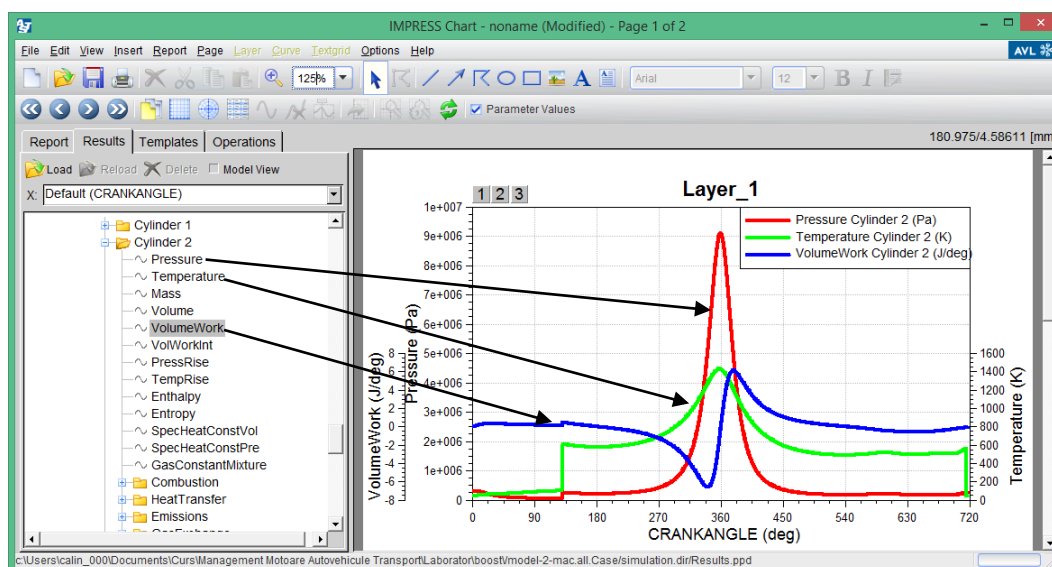 IMPRESS Chart - noname (Modified) - Page 1 of 2
File Edit View Insert Report Page Layer Curve Textgrid Options Help
AVL
125% Arial 12 B I
Parameter Values
Report Results Templates Operations
180.975/4.58611 [mm
Load Reload Delete Model View
X: Default (CRANKANGLE)
Cylinder 1
Cylinder 2
Pressure
Temperature
Mass
Volume
VolumeWork
VolWorkInt
PressRise
TempRise
Enthalpy
Entropy
SpecHeatConstVol
SpecHeatConstPre
GasConstantMixture
Combustion
HeatTransfer
Emissions
GasExchange
1 2 3
Layer_1
Pressure Cylinder 2 (Pa)
Temperature Cylinder 2 (K)
VolumeWork Cylinder 2 (J/deg)
1e+007
9e+006
8e+006
7e+006
6e+006
5e+006
4e+006
3e+006
2e+006
1e+006
0
Pressure (Pa)
8
6
4
2
0
-2
-4
-6
-8
VolumeWork (J/deg)
1600
1400
1200
1000
800
600
400
200
0
Temperature (K)
0 90 180 270 360 450 540 630 720
CRANKANGLE (deg)
c:\Users\calin_000\Documents\Curs\Management Motoare Autovehicule Transport\Laborator\boost\/model-2-mac.all.Case/simulation.dir/Results.ppd